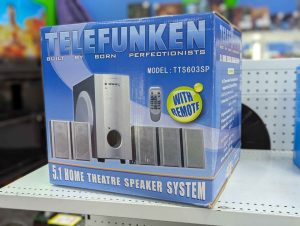 TELEFUNKEN
BUILT BY BORN PERFECTIONISTS
MODEL: TTS603SP
WITH
REMOTE
5.1 HOME THEATRE SPEAKER SYSTEM